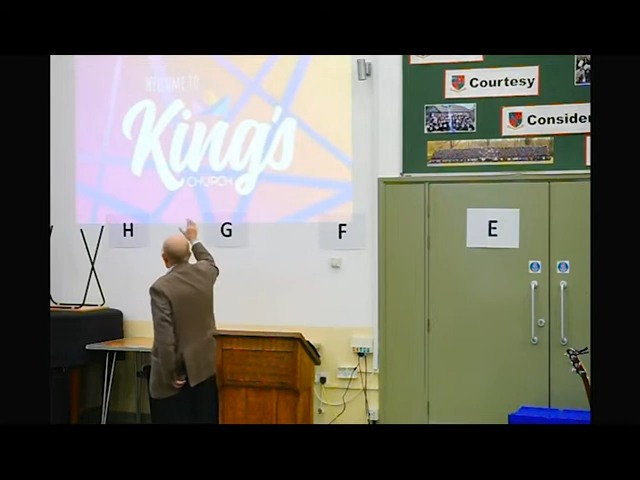 WELCOME TO
King's
CHURCH
Courtesy
Consider
H
G
F
E